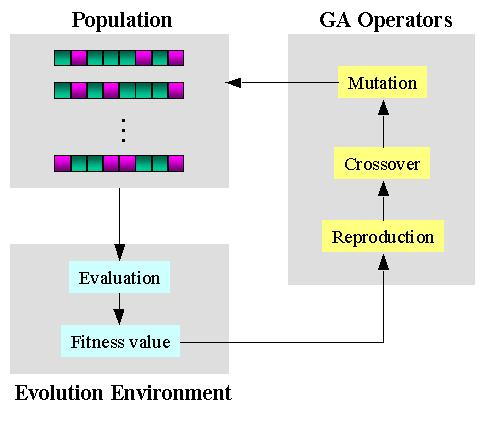 Population
GA Operators
Mutation
Crossover
Reproduction
Evaluation
Fitness value
Evolution Environment